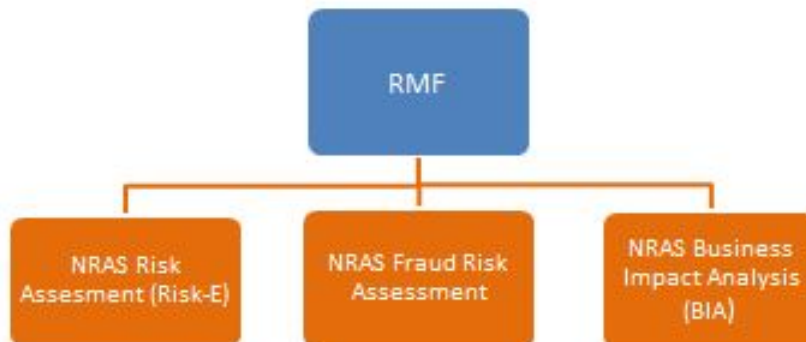 RMF
NRAS Risk
Assesment (Risk-E)
NRAS Fraud Risk
Assessment
NRAS Business
Impact Analysis
(BIA)